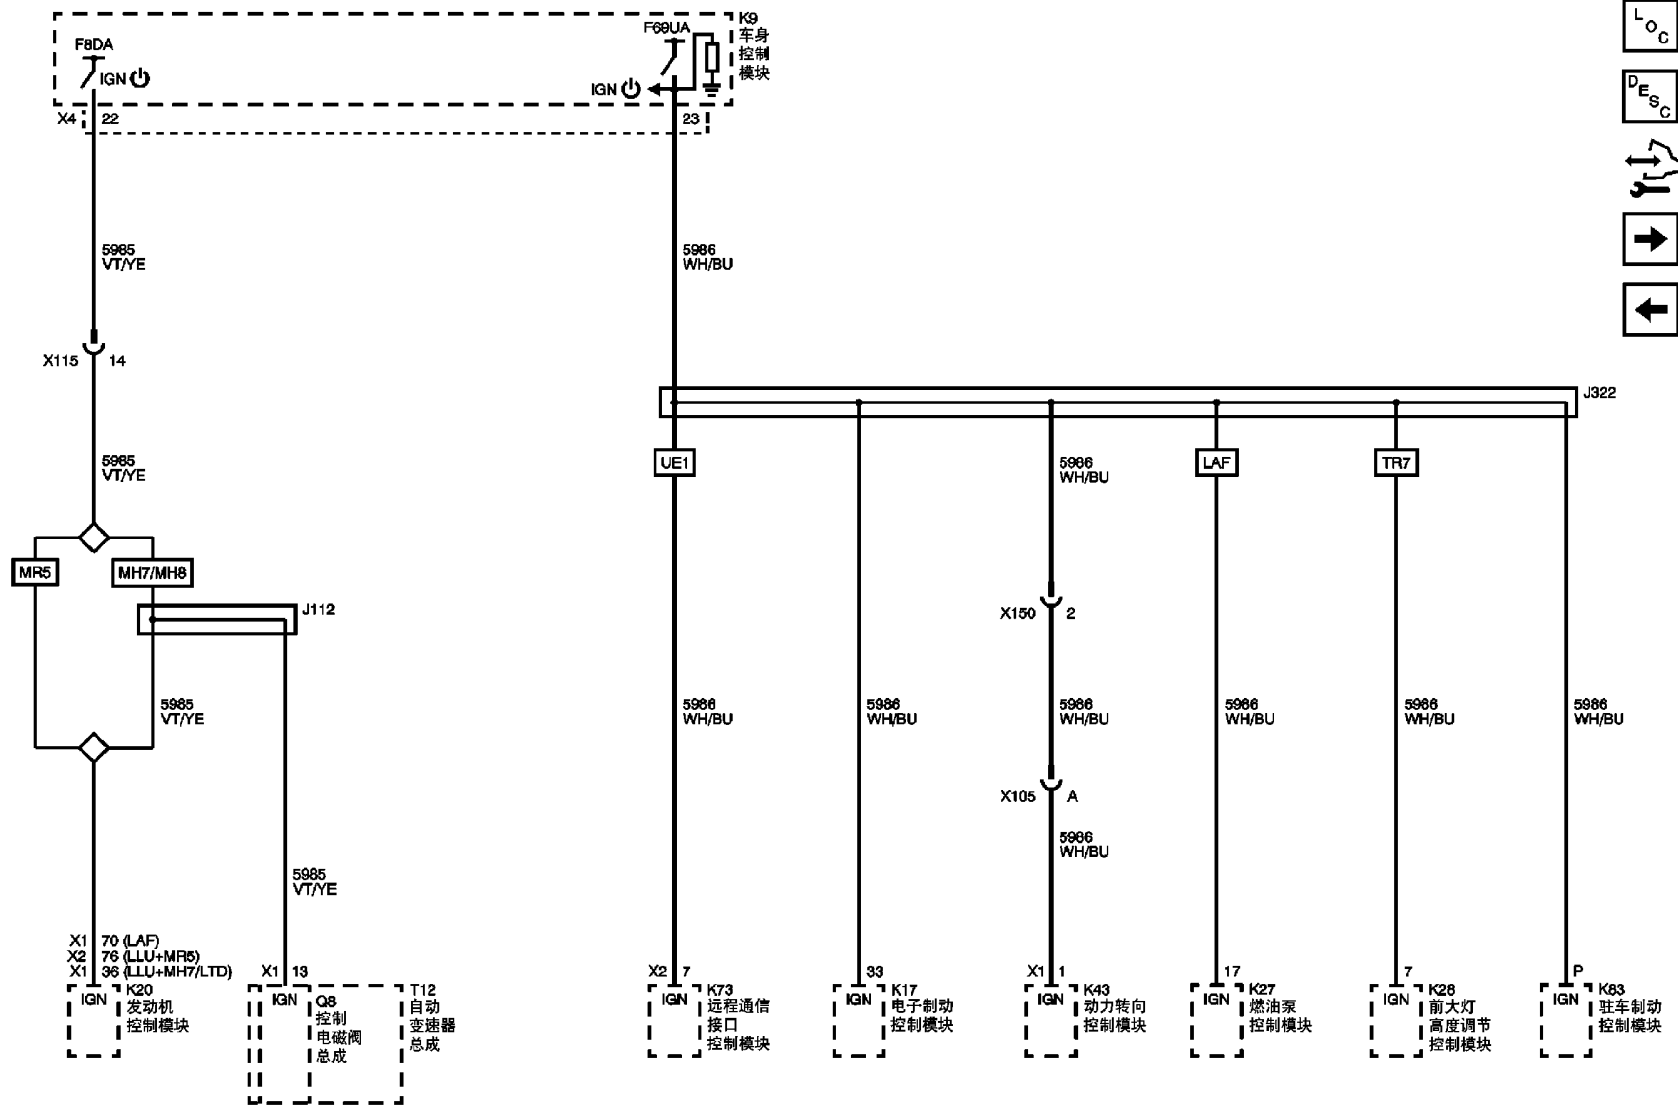 F8DA
IGN
F69UA
IGN
K9
车身
控制
模块
X4
22
23
5985
VT/YE
5986
WH/BU
X115
14
J322
5985
VT/YE
UE1
5986
WH/BU
LAF
TR7
MR5
MH7/MH8
J112
X150
2
5985
VT/YE
5986
WH/BU
5986
WH/BU
5986
WH/BU
5986
WH/BU
5986
WH/BU
5986
WH/BU
X105
A
5986
WH/BU
5985
VT/YE
X1 70 (LAF)
X2 76 (LLU+MR5)
X1 36 (LLU+MH7/LTD)
X1 13
X2 7
33
X1 1
17
7
P
IGN
K20
发动机
控制模块
IGN
Q8
控制
电磁阀
总成
T12
自动
变速器
总成
IGN
K73
远程通信
接口
控制模块
IGN
K17
电子制动
控制模块
IGN
K43
动力转向
控制模块
IGN
K27
燃油泵
控制模块
IGN
K28
前大灯
高度调节
控制模块
IGN
K83
驻车制动
控制模块
LOC
DESC